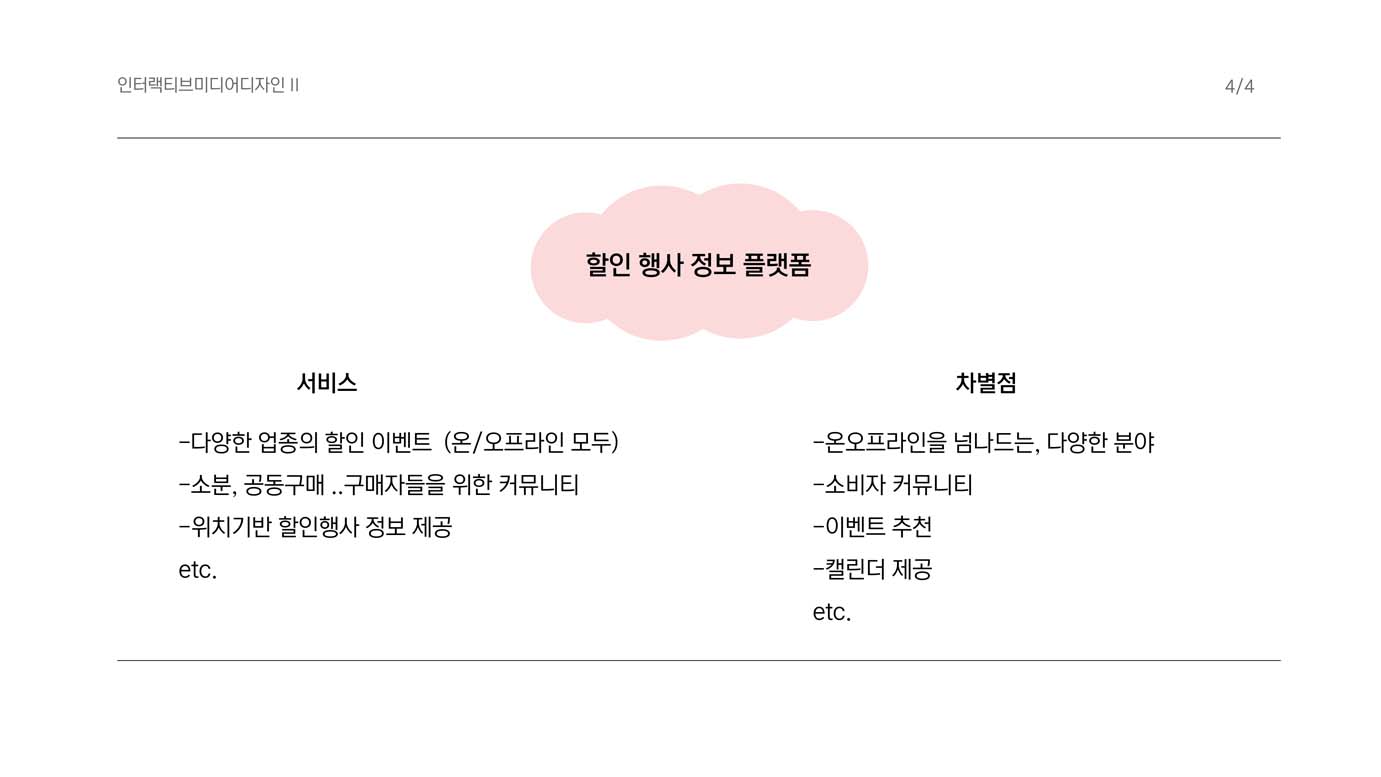 인터랙티브미디어디자인 II
4/4
할인 행사 정보 플랫폼
서비스
-다양한 업종의 할인 이벤트 (온/오프라인 모두)
-소분, 공동구매 ..구매자들을 위한 커뮤니티
-위치기반 할인행사 정보 제공
etc.
차별점
-온오프라인을 넘나드는, 다양한 분야
-소비자 커뮤니티
-이벤트 추천
-캘린더 제공
etc.